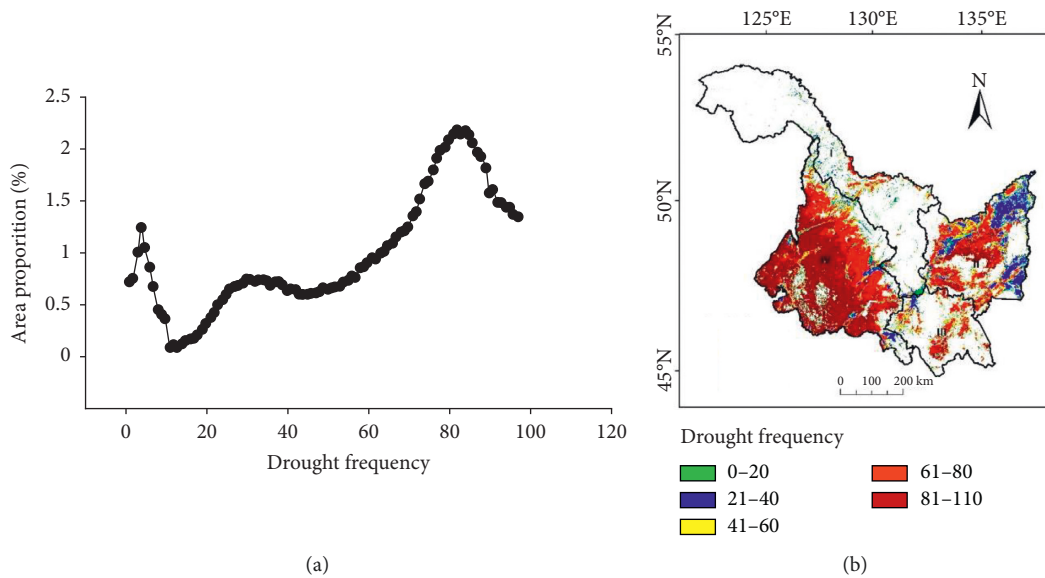 2.5
2
1.5
1
0.5
0
Area proportion (%)
0 20 40 60 80 100 120
Drought frequency
(a)
125°E 130°E 135°E
55°N
50°N
45°N
N
I
II
III
0 100 200 km
Drought frequency
0–20 61–80
21–40 81–110
41–60
(b)